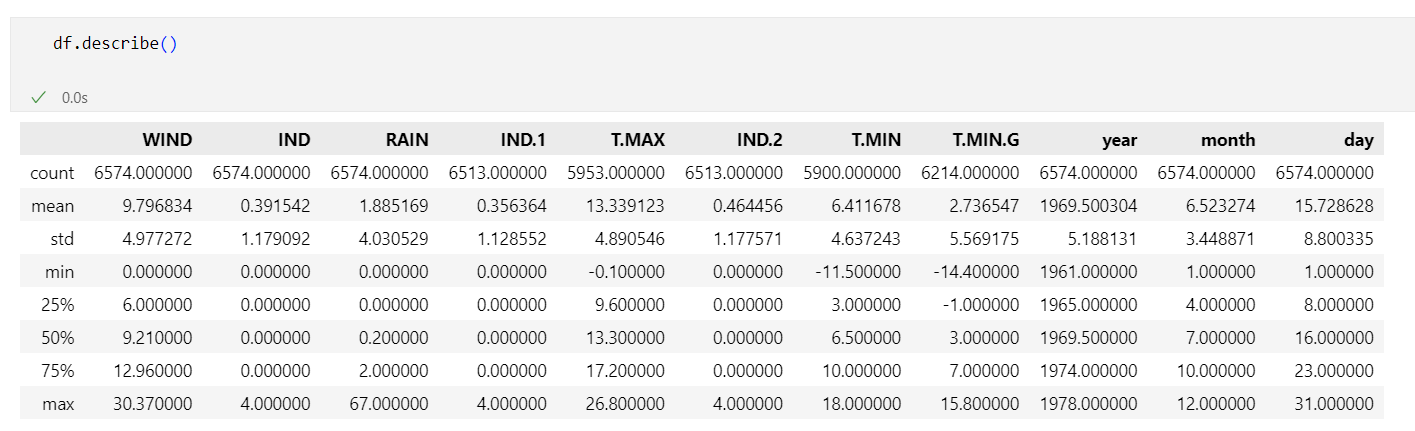 df.describe()
0.0s
WIND IND RAIN IND.1 T.MAX IND.2 T.MIN T.MIN.G year month day
count 6574.000000 6574.000000 6574.000000 6513.000000 5953.000000 6513.000000 5900.000000 6214.000000 6574.000000 6574.000000 6574.000000
mean 9.796834 0.391542 1.885169 0.356364 13.339123 0.464456 6.411678 2.736547 1969.500304 6.523274 15.728628
std 4.977272 1.179092 4.030529 1.128552 4.890546 1.177571 4.637243 5.569175 5.188131 3.448871 8.800335
min 0.000000 0.000000 0.000000 0.000000 -0.100000 0.000000 -11.500000 -14.400000 1961.000000 1.000000 1.000000
25% 6.000000 0.000000 0.000000 0.000000 9.600000 0.000000 3.000000 -1.000000 1965.000000 4.000000 8.000000
50% 9.210000 0.000000 0.200000 0.000000 13.300000 0.000000 6.500000 3.000000 1969.500000 7.000000 16.000000
75% 12.960000 0.000000 2.000000 0.000000 17.200000 0.000000 10.000000 7.000000 1974.000000 10.000000 23.000000
max 30.370000 4.000000 67.000000 4.000000 26.800000 4.000000 18.000000 15.800000 1978.000000 12.000000 31.000000